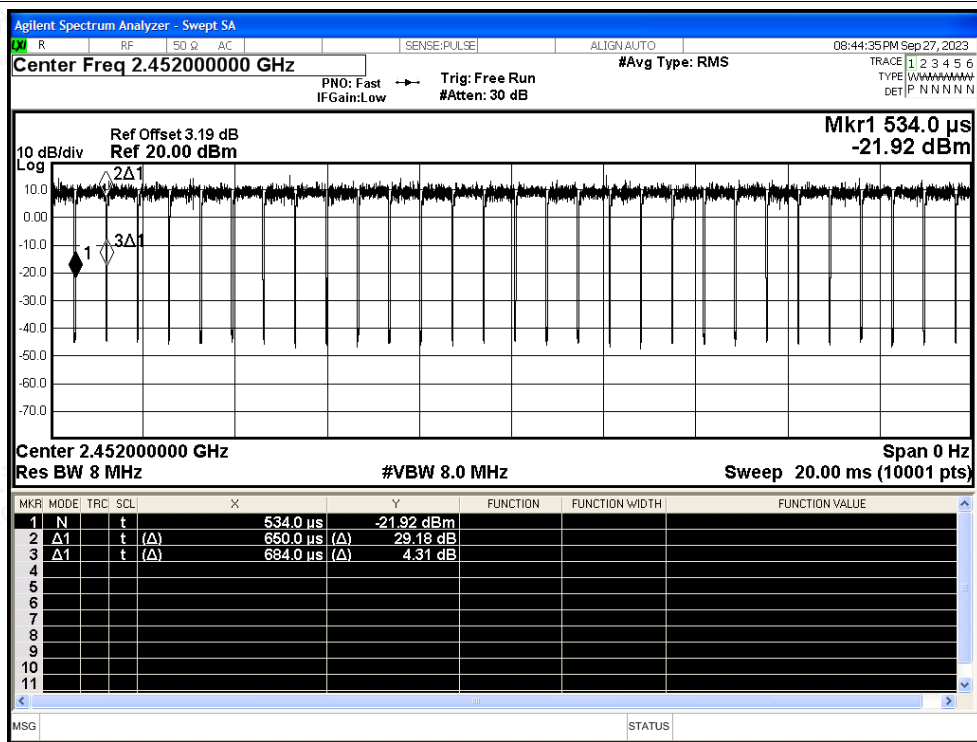 Agilent Spectrum Analyzer - Swept SA
LXI R RF 50 Ω AC SENSE:PULSE ALIGN AUTO 08:44:35 PM Sep 27, 2023
Center Freq 2.452000000 GHz #Avg Type: RMS TRACE 1 2 3 4 5 6
PNO: Fast Trig: Free Run TYPE
IFGain:Low #Atten: 30 dB DET P N N N N N
Mkr1 534.0 µs
Ref Offset 3.19 dB
10 dB/div Ref 20.00 dBm -21.92 dBm
Log
2Δ1
10.0
0.00
1 3Δ1
-10.0
-20.0
-30.0
-40.0
-50.0
-60.0
-70.0
Center 2.452000000 GHz Span 0 Hz
Res BW 8 MHz #VBW 8.0 MHz Sweep 20.00 ms (10001 pts)
MKR MODE TRC SCL X Y FUNCTION FUNCTION WIDTH FUNCTION VALUE
1 N t 534.0 µs -21.92 dBm
2 Δ1 t (Δ) 650.0 µs (Δ) 29.18 dB
3 Δ1 t (Δ) 684.0 µs (Δ) 4.31 dB
4
5
6
7
8
9
10
11
MSG STATUS